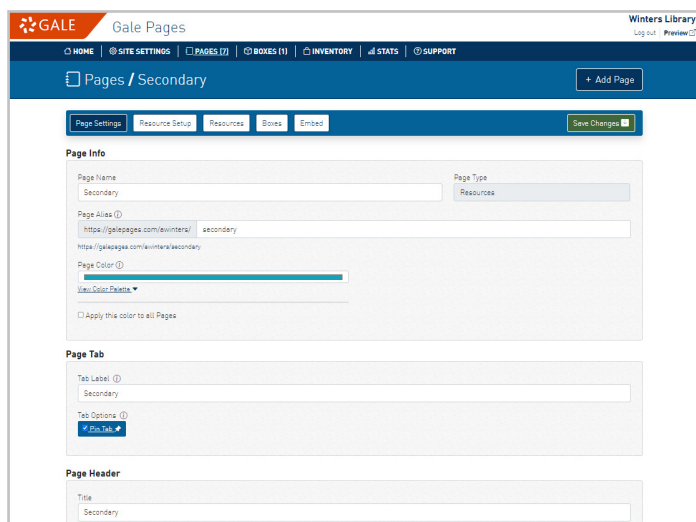 GALE Gale Pages Winters Library
Log out Preview
HOME SITE SETTINGS PAGES [7] BOXES (1) INVENTORY STATS SUPPORT
Pages / Secondary + Add Page
Page Settings Resource Setup Resources Boxes Embed Save Changes
Page Info
Page Name Page Type
Secondary Resources
Page Alias
https://galepages.com/awinters/ secondary
https://galepages.com/awinters/secondary
Page Color
View Color Palette
Apply this color to all Pages
Page Tab
Tab Label
Secondary
Tab Options
Pin Tab
Page Header
Title
Secondary